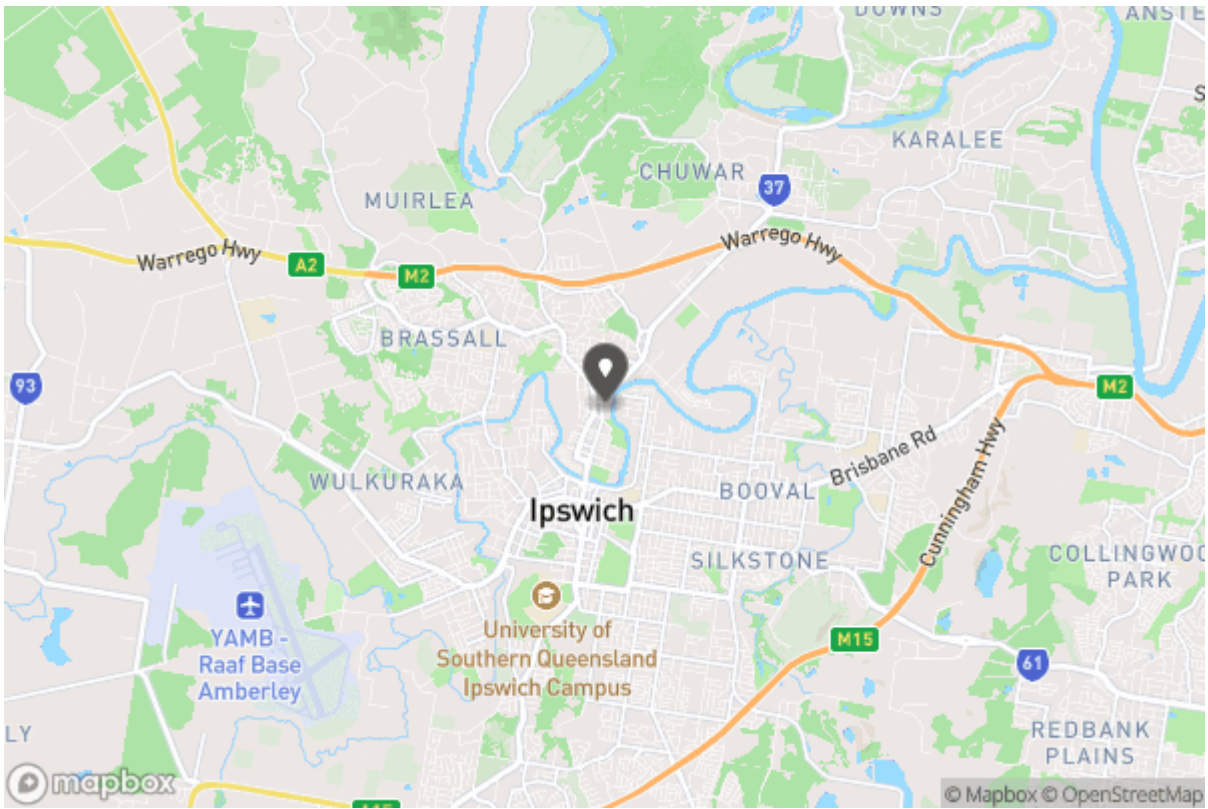 DOWNS
ANSTE
S
KARALEE
CHUWAR
37
MUIRLEA
Warrego Hwy
Warrego Hwy
A2
M2
BRASSALL
93
M2
Brisbane Rd
WULKURAKA
BOOVAL
Ipswich
Cunningham Hwy
SILKSTONE
COLLINGWOO
PARK
University of
Southern Queensland
Ipswich Campus
YAMB -
Raaf Base
Amberley
M15
61
LY
REDBANK
PLAINS
mapbox
A15
© Mapbox © OpenStreetMap